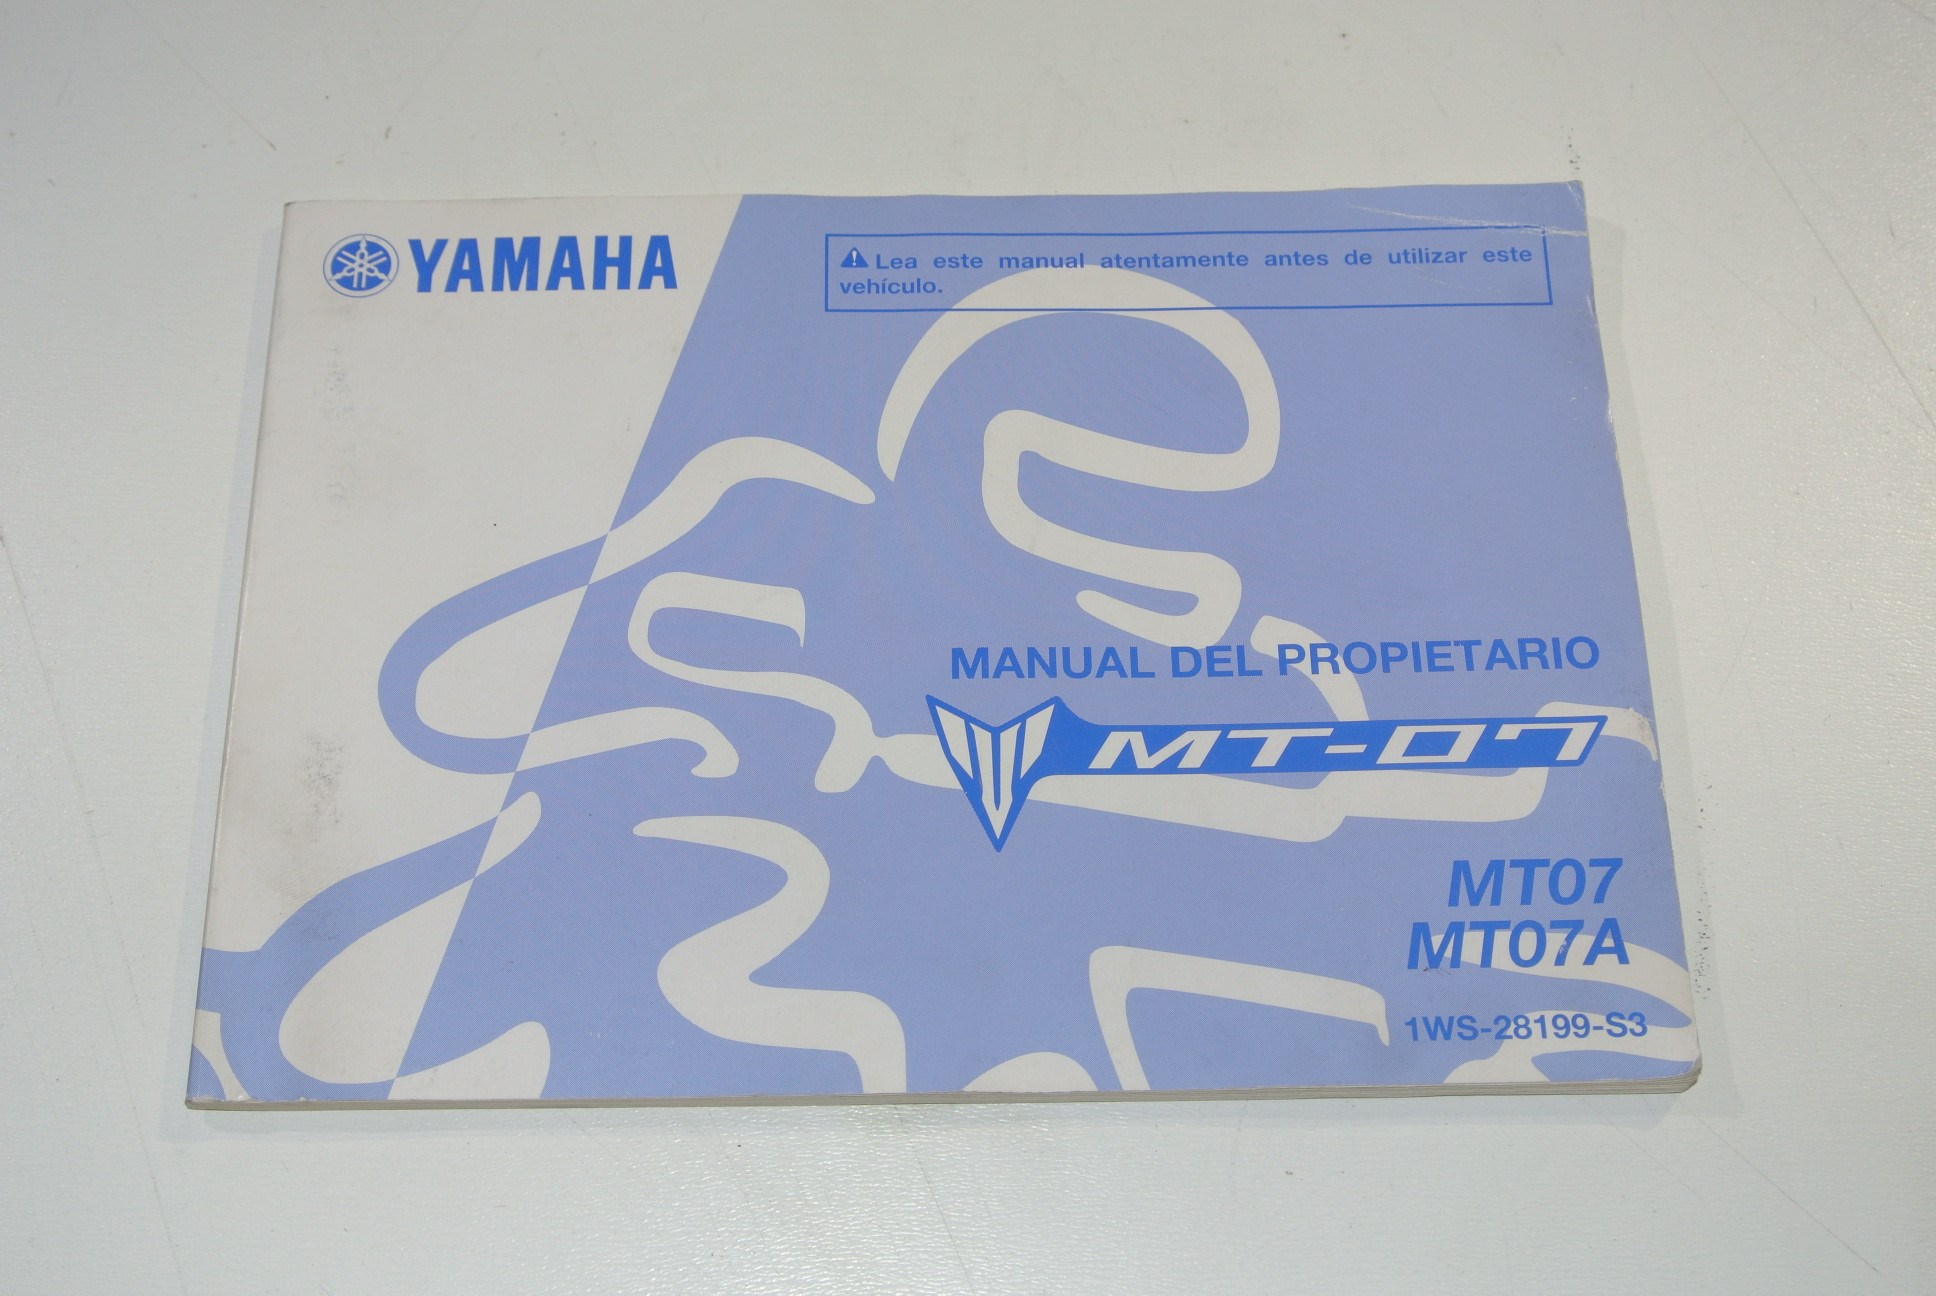 YAMAHA
⚠ Lea este manual atentamente antes de utilizar este
vehículo.
MANUAL DEL PROPIETARIO
MT-07
MT07
MT07A
1WS-28199-S3